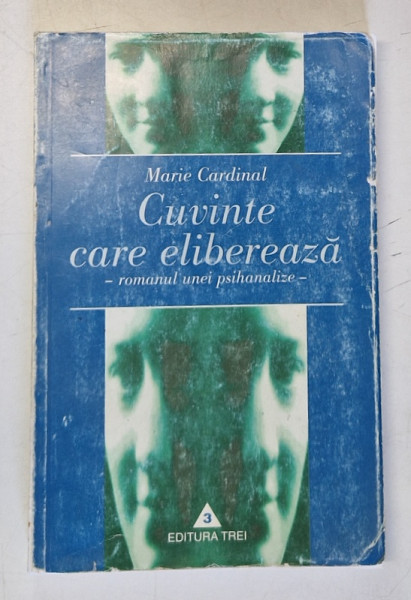 Marie Cardinal
Cuvinte
care eliberează
– romanul unei psihanalize –
3
EDITURA TREI